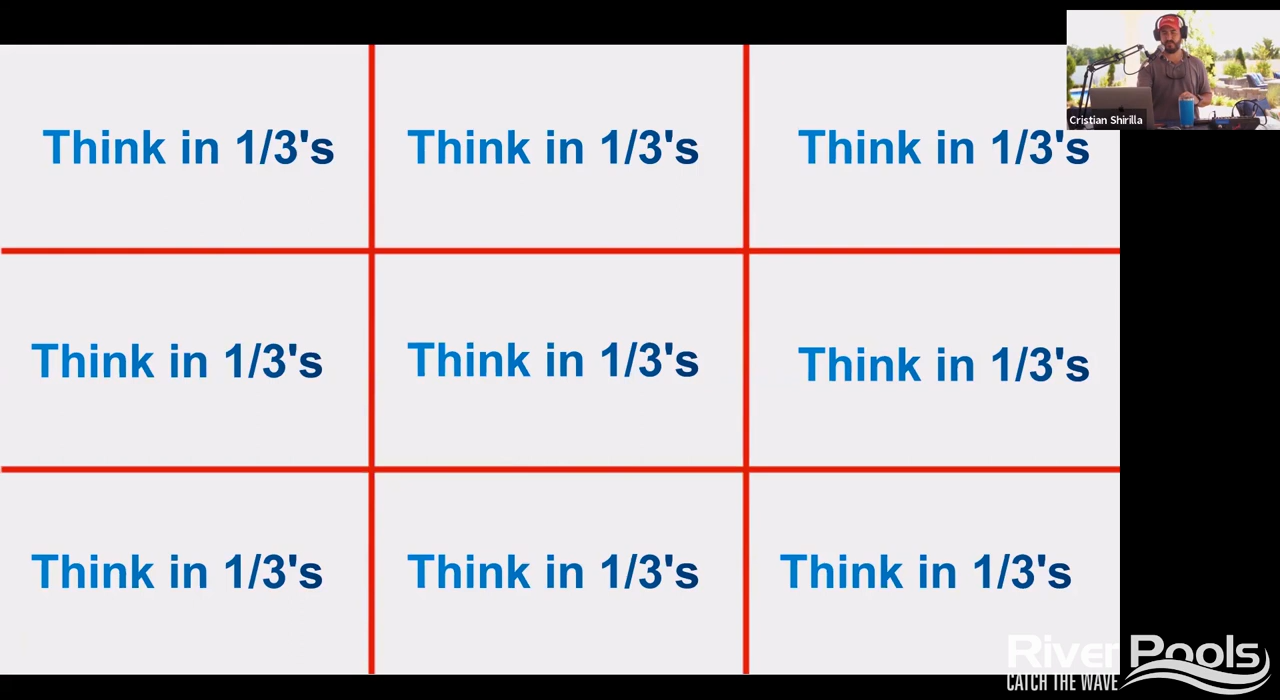 Think in 1/3's Think in 1/3's Think in 1/3's
Cristian Shirilla
Think in 1/3's Think in 1/3's Think in 1/3's
Think in 1/3's Think in 1/3's Think in 1/3's
River Pools
CATCH THE WAVE